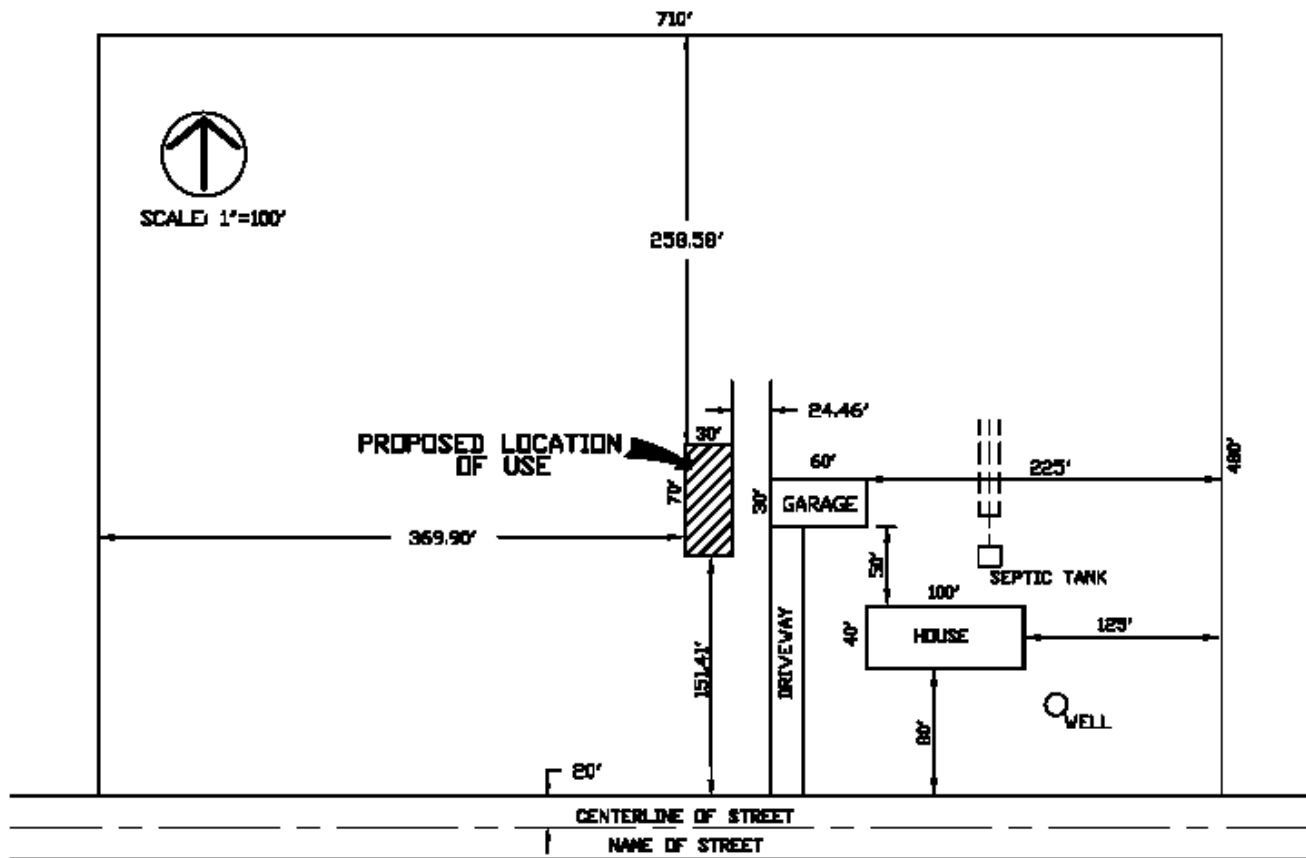 710'
SCALE: 1"=100'
258.58'
24.46'
30'
PROPOSED LOCATION
OF USE
60'
225'
480'
70'
30'
GARAGE
369.90'
50'
SEPTIC TANK
100'
40'
HOUSE
125'
DRIVEWAY
151.41'
80'
WELL
20'
CENTERLINE OF STREET
NAME OF STREET